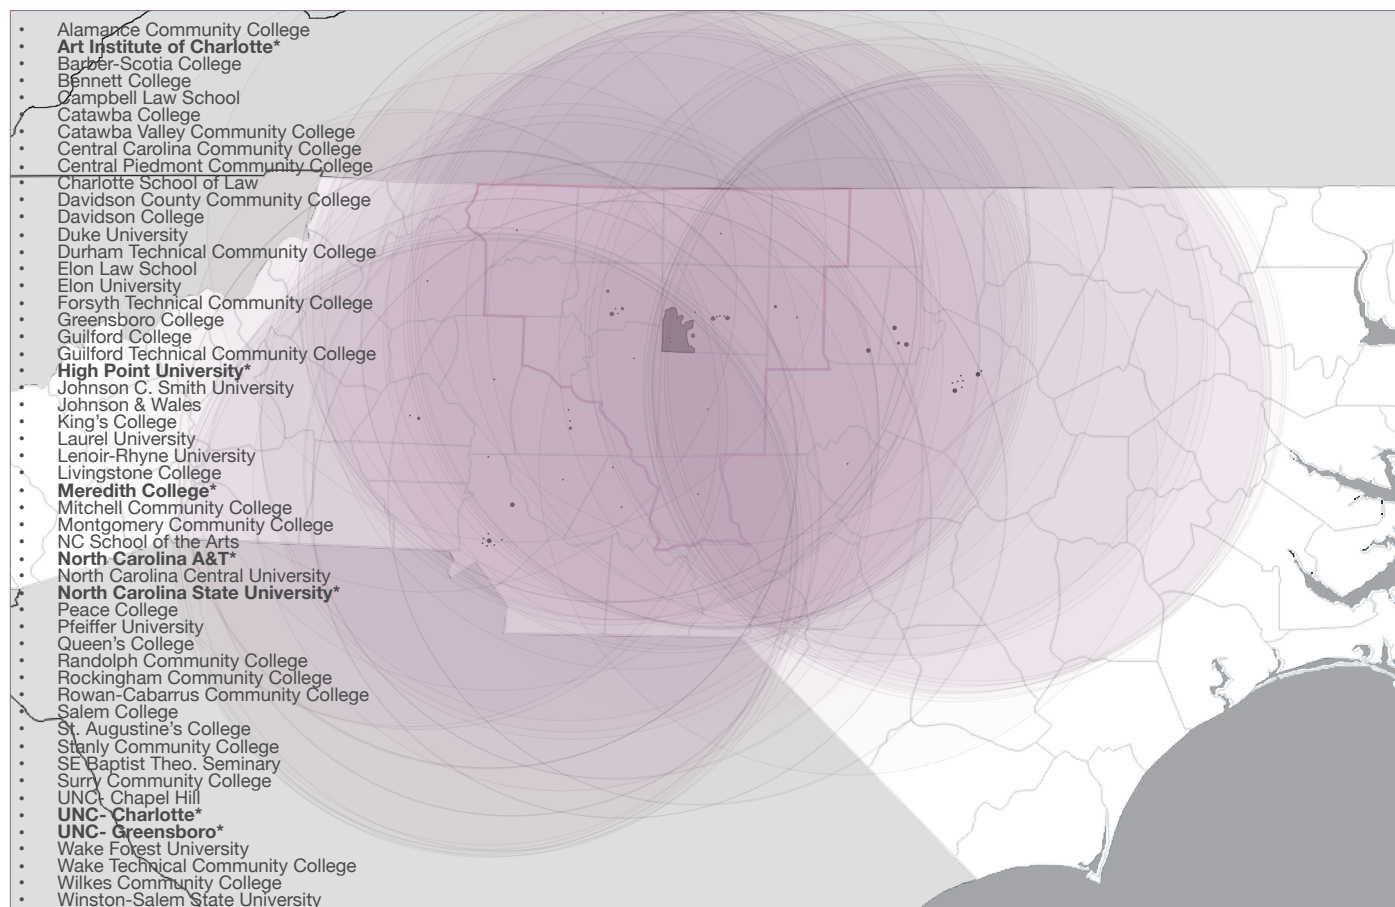 • Alamance Community College
• Art Institute of Charlotte*
• Barber-Scotia College
• Bennett College
• Campbell Law School
• Catawba College
• Catawba Valley Community College
• Central Carolina Community College
• Central Piedmont Community College
• Charlotte School of Law
• Davidson County Community College
• Davidson College
• Duke University
• Durham Technical Community College
• Elon Law School
• Elon University
• Forsyth Technical Community College
• Greensboro College
• Guilford College
• Guilford Technical Community College
• High Point University*
• Johnson C. Smith University
• Johnson & Wales
• King's College
• Laurel University
• Lenoir-Rhyne University
• Livingstone College
• Meredith College*
• Mitchell Community College
• Montgomery Community College
• NC School of the Arts
• North Carolina A&T*
• North Carolina Central University
• North Carolina State University*
• Peace College
• Pfeiffer University
• Queen's College
• Randolph Community College
• Rockingham Community College
• Rowan-Cabarrus Community College
• Salem College
• St. Augustine's College
• Stanly Community College
• SE Baptist Theo. Seminary
• Surry Community College
• UNC- Chapel Hill
• UNC- Charlotte*
• UNC- Greensboro*
• Wake Forest University
• Wake Technical Community College
• Wilkes Community College
• Winston-Salem State University